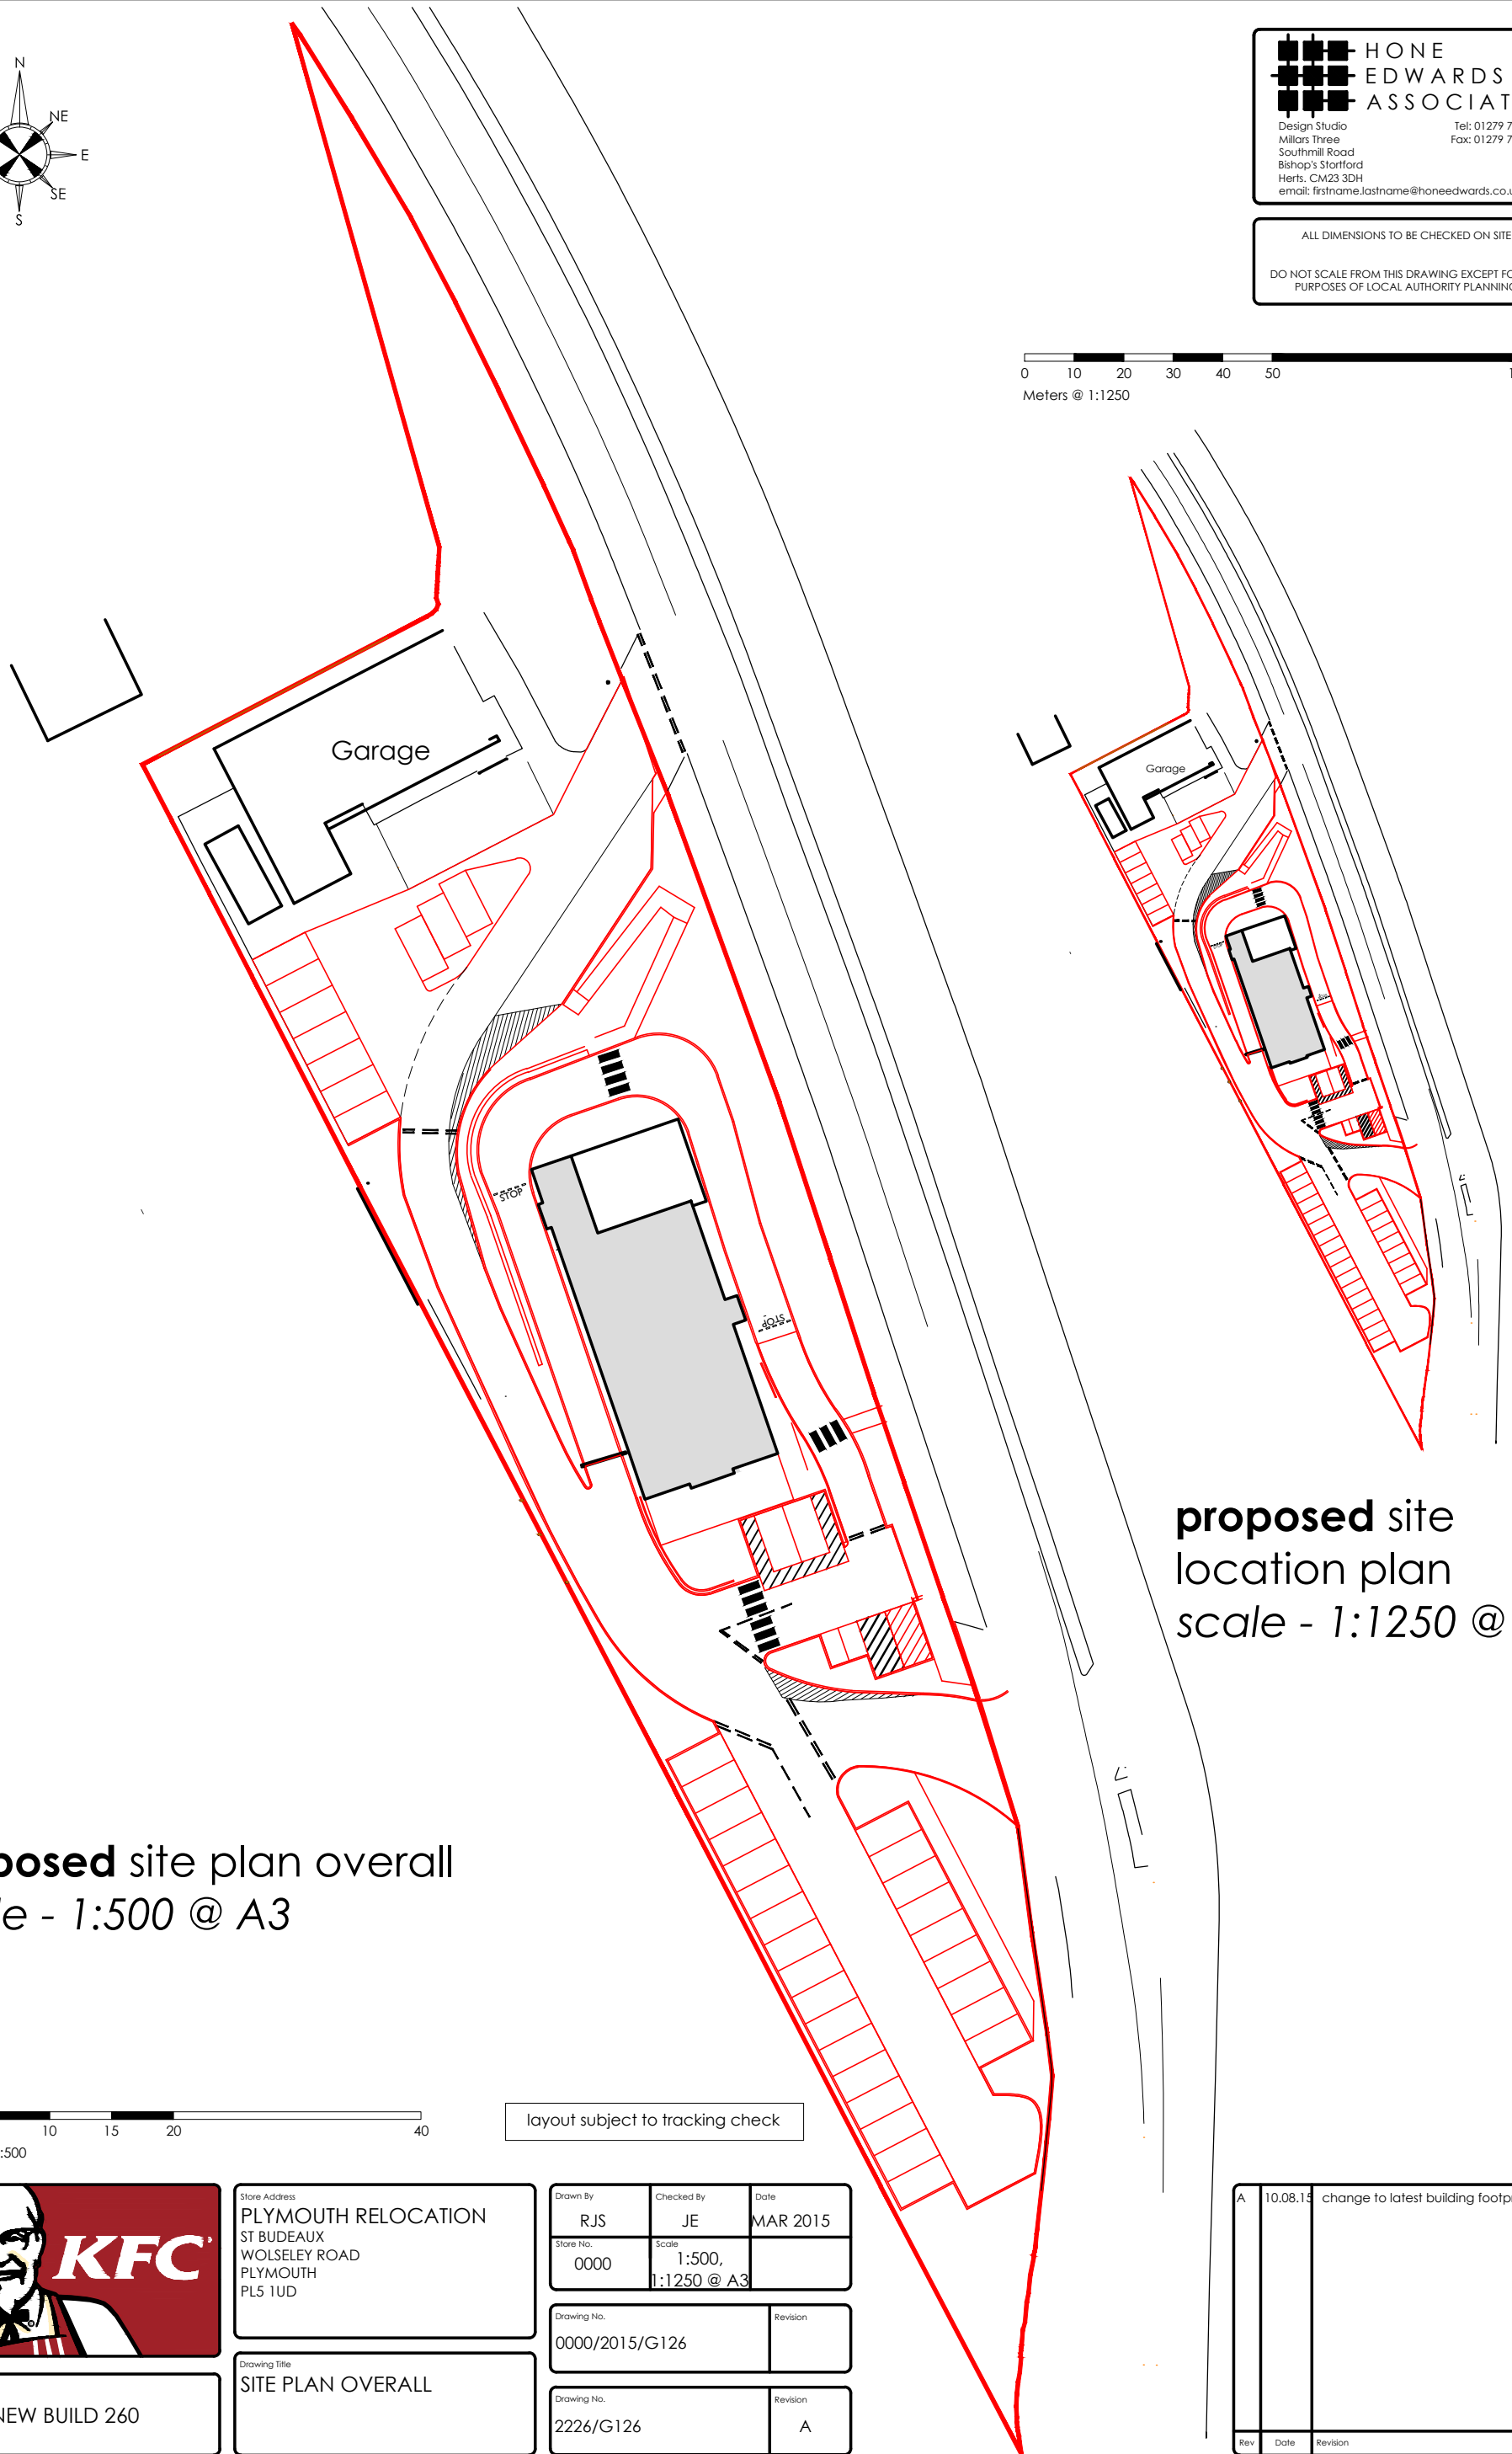 N
NE
E
SE
S
HONE
EDWARDS
Design Studio
Millars Three
Southmill Road
Bishop's Stortford
Herts. CM23 3DH
Tel: 01279 7
Fax: 01279 7
email: firstname.lastname@honeedwards.co.u
ALL DIMENSIONS TO BE CHECKED ON SITE
DO NOT SCALE FROM THIS DRAWING EXCEPT FO
PURPOSES OF LOCAL AUTHORITY PLANNING
0 10 20 30 40 50
Meters @ 1:1250
Garage
Garage
STOP
STOP
proposed site
location plan
scale - 1:1250 @
posed site plan overall
e - 1:500 @ A3
10 15 20 40
:500
layout subject to tracking check
KFC
NEW BUILD 260
Store Address
PLYMOUTH RELOCATION
ST BUDEAUX
WOLSELEY ROAD
PLYMOUTH
PL5 1UD
Drawing Title
SITE PLAN OVERALL
Drawn By
RJS
Checked By
JE
Date
MAR 2015
Store No.
0000
Scale
1:500,
1:1250 @ A3
Drawing No.
0000/2015/G126
Revision
Drawing No.
2226/G126
Revision
A
A 10.08.15 change to latest building footp
Rev Date Revision